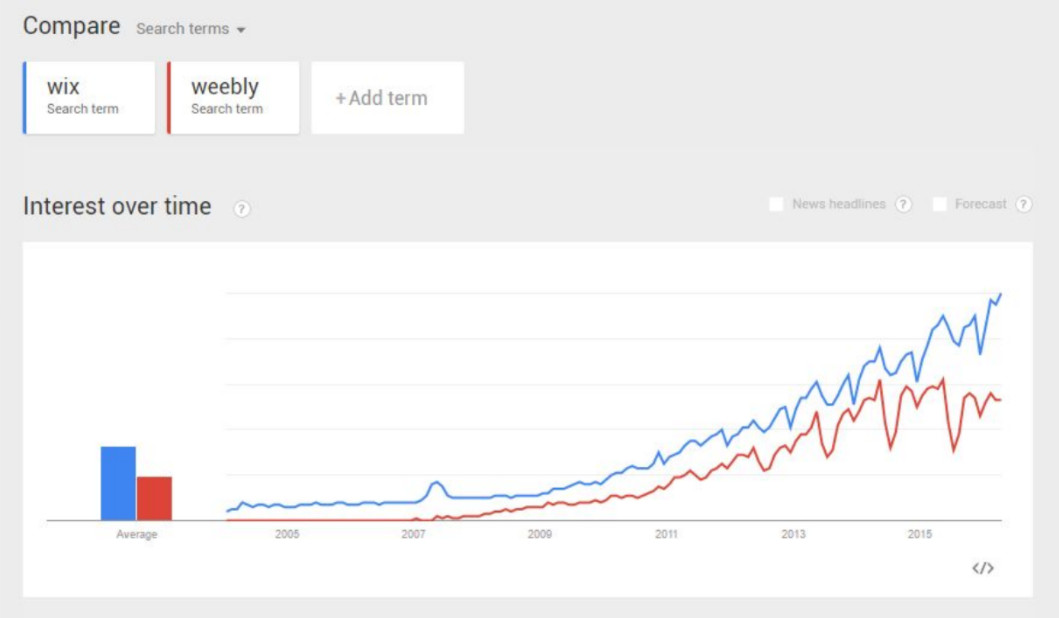 Compare Search terms
wix weebly
Search term Search term
+Add term
Interest over time ?
News headlines ? Forecast ?
Average 2005 2007 2009 2011 2013 2015
</>